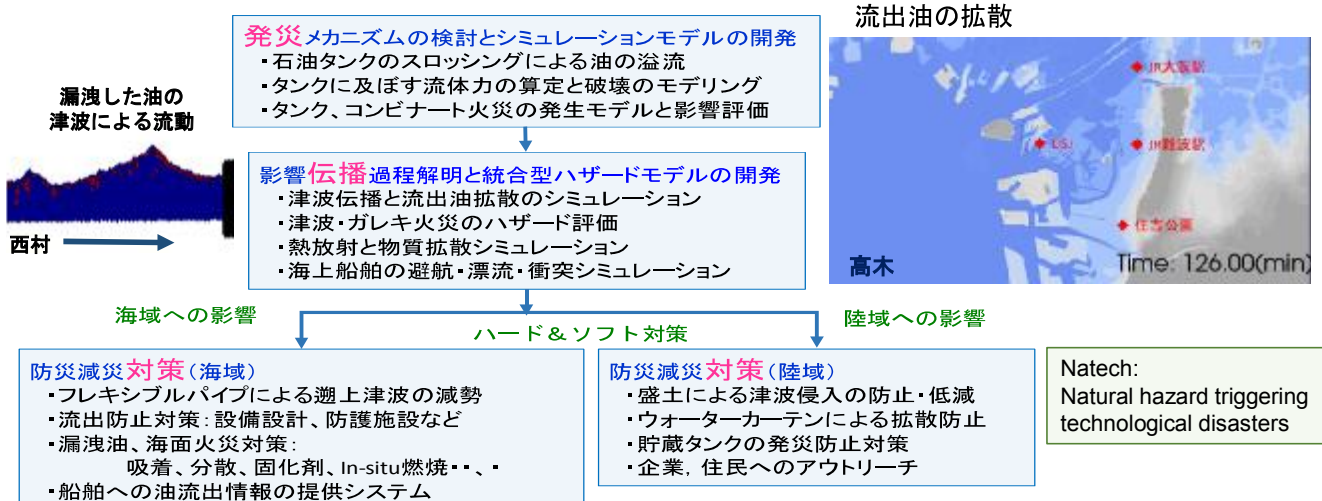 発災メカニズムの検討とシミュレーションモデルの開発
・石油タンクのスロッシングによる油の溢流
・タンクに及ぼす流体力の算定と破壊のモデリング
・タンク、コンビナート火災の発生モデルと影響評価
漏洩した油の
津波による流動
西村
流出油の拡散
JR大阪駅
USJ
JR難波駅
住吉公園
高木
Time: 126.00(min)
影響伝播過程解明と統合型ハザードモデルの開発
・津波伝播と流出油拡散のシミュレーション
・津波・ガレキ火災のハザード評価
・熱放射と物質拡散シミュレーション
・海上船舶の避航・漂流・衝突シミュレーション
海域への影響
ハード＆ソフト対策
陸域への影響
防災減災対策(海域)
・フレキシブルパイプによる遡上津波の減勢
・流出防止対策：設備設計、防護施設など
・漏洩油、海面火災対策：
吸着、分散、固化剤、In-situ燃焼・・、・
・船舶への油流出情報の提供システム
防災減災対策(陸域)
・盛土による津波侵入の防止・低減
・ウォーターカーテンによる拡散防止
・貯蔵タンクの発災防止対策
・企業，住民へのアウトリーチ
Natech:
Natural hazard triggering
technological disasters